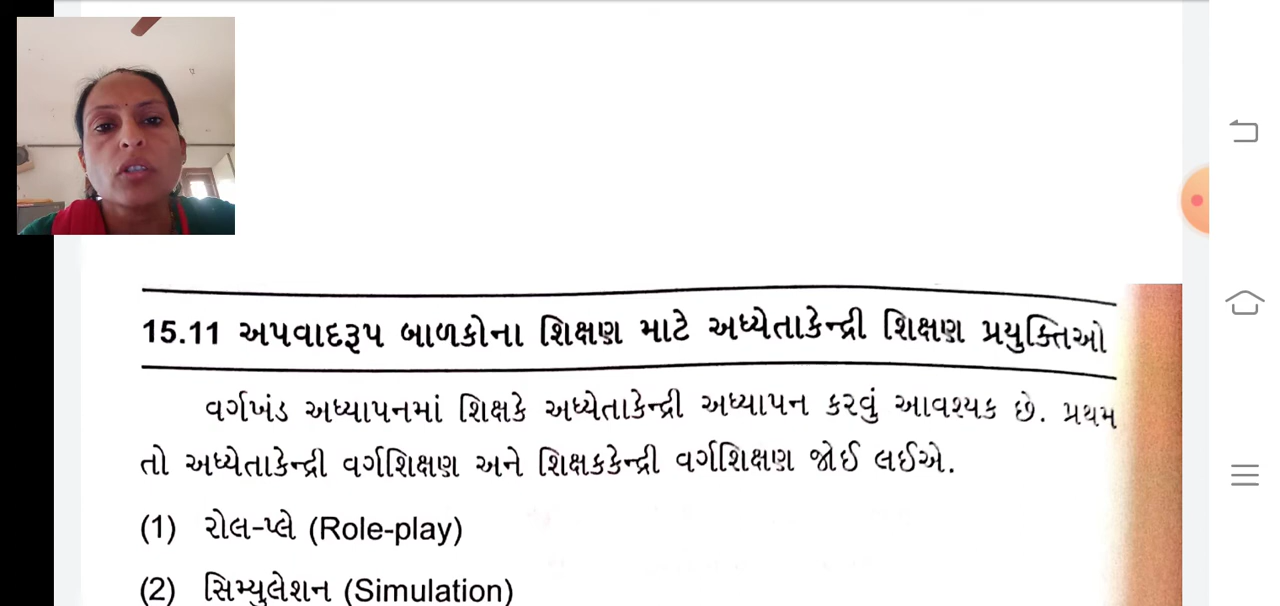 15.11 અપવાદરૂપ બાળકોના શિક્ષણ માટે અધ્યેતાકેન્દ્રી શિક્ષણ પ્રયુક્તિઓ
વર્ગખંડ અધ્યાપનમાં શિક્ષકે અધ્યેતાકેન્દ્રી અધ્યાપન કરવું આવશ્યક છે. પ્રથમ
તો અધ્યેતાકેન્દ્રી વર્ગશિક્ષણ અને શિક્ષકકેન્દ્રી વર્ગશિક્ષણ જોઈ લઈએ.
(1) રોલ-પ્લે (Role-play)
(2) સિમ્યુલેશન (Simulation)